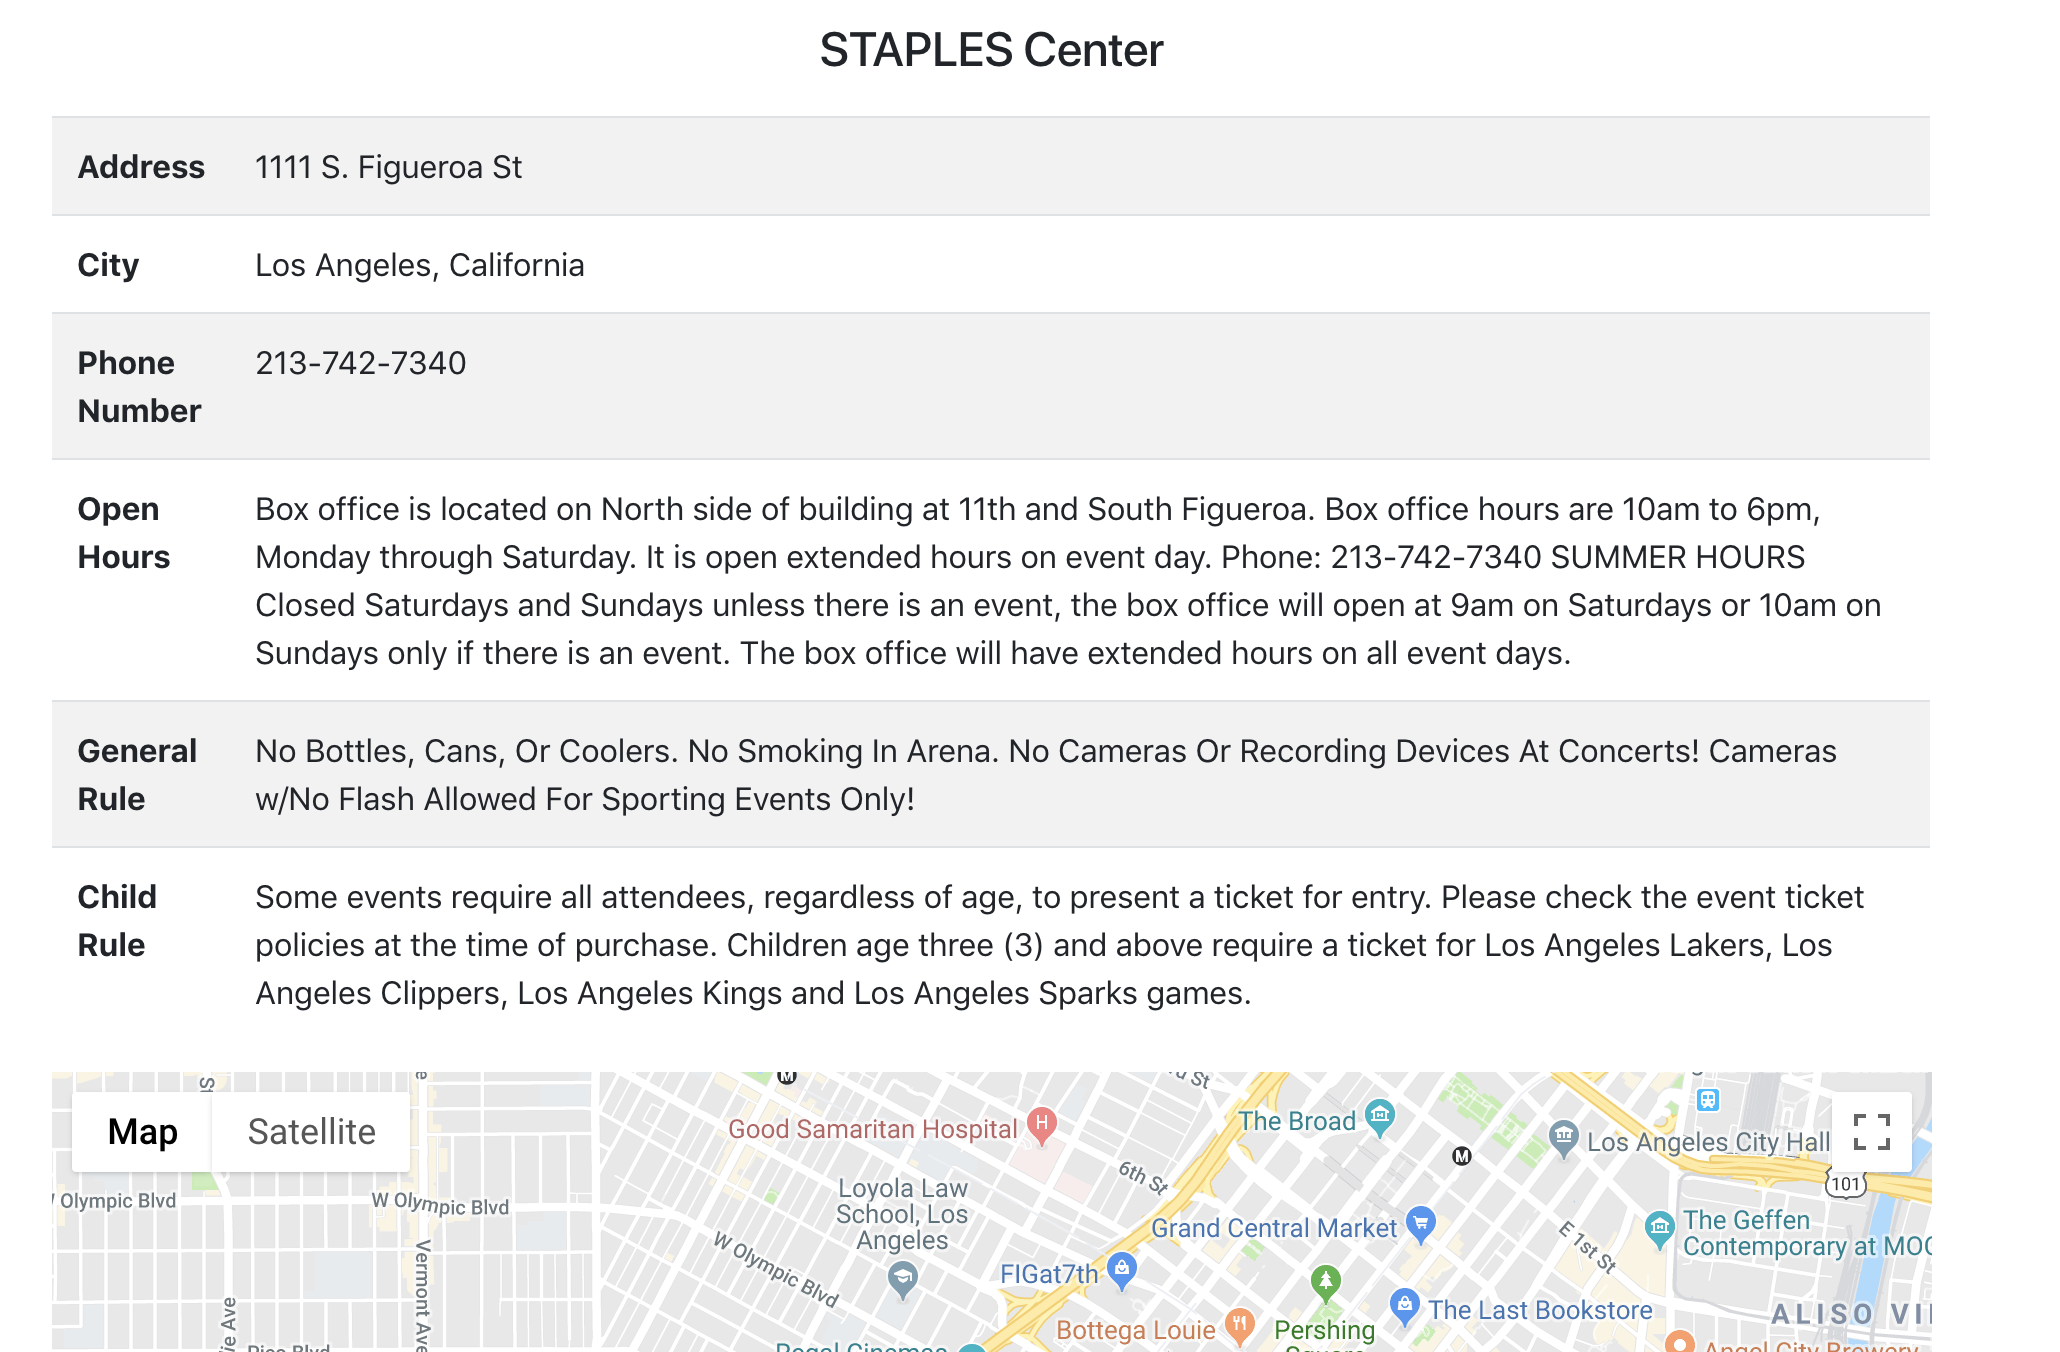 STAPLES Center
Address 1111 S. Figueroa St
City Los Angeles, California
Phone 213-742-7340
Number
Open Box office is located on North side of building at 11th and South Figueroa. Box office hours are 10am to 6pm,
Hours Monday through Saturday. It is open extended hours on event day. Phone: 213-742-7340 SUMMER HOURS
Closed Saturdays and Sundays unless there is an event, the box office will open at 9am on Saturdays or 10am on
Sundays only if there is an event. The box office will have extended hours on all event days.
General No Bottles, Cans, Or Coolers. No Smoking In Arena. No Cameras Or Recording Devices At Concerts! Cameras
Rule w/No Flash Allowed For Sporting Events Only!
Child Some events require all attendees, regardless of age, to present a ticket for entry. Please check the event ticket
Rule policies at the time of purchase. Children age three (3) and above require a ticket for Los Angeles Lakers, Los
Angeles Clippers, Los Angeles Kings and Los Angeles Sparks games.
Map Satellite
St
M
Good Samaritan Hospital
H
The Broad
M
Los Angeles City Hall
101
Olympic Blvd
W Olympic Blvd
6th St
Loyola Law
School, Los
Angeles
Grand Central Market
E 1st St
The Geffen
Contemporary at MOC
W Olympic Blvd
Vermont Ave
FIGat7th
The Last Bookstore
ALISO VI
Bottega Louie
Pershing
Square
Regal Cinemas
Angel City Brewery
Pico Blvd